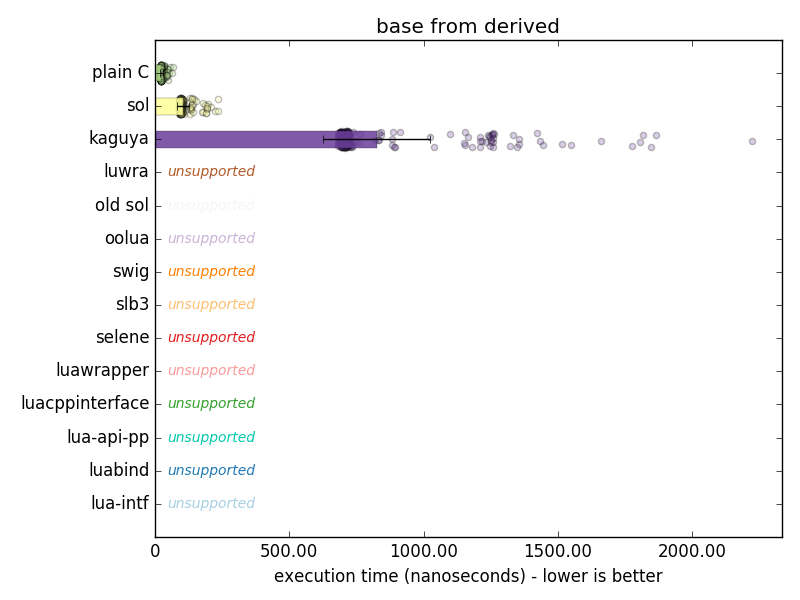 base from derived
plain C
sol
kaguya
luwra unsupported
old sol unsupported
oolua unsupported
swig unsupported
slb3 unsupported
selene unsupported
luawrapper unsupported
luacppinterface unsupported
lua-api-pp unsupported
luabind unsupported
lua-intf unsupported
0 500.00 1000.00 1500.00 2000.00
execution time (nanoseconds) - lower is better